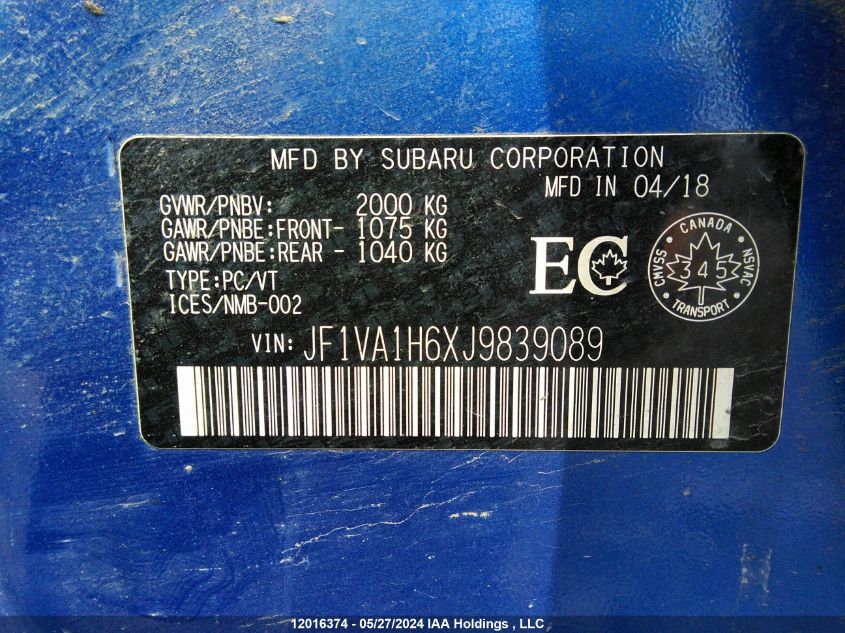 MFD BY SUBARU CORPORATION
MFD IN 04/18
GVWR/PNBV: 2000 KG
GAWR/PNBE:FRONT- 1075 KG
GAWR/PNBE:REAR - 1040 KG
TYPE:PC/VT
ICES/NMB-002
EC
CANADA
CMVSS 345 NSVAC
TRANSPORT
VIN: JF1VA1H6XJ9839089
12016374 - 05/27/2024 IAA Holdings , LLC